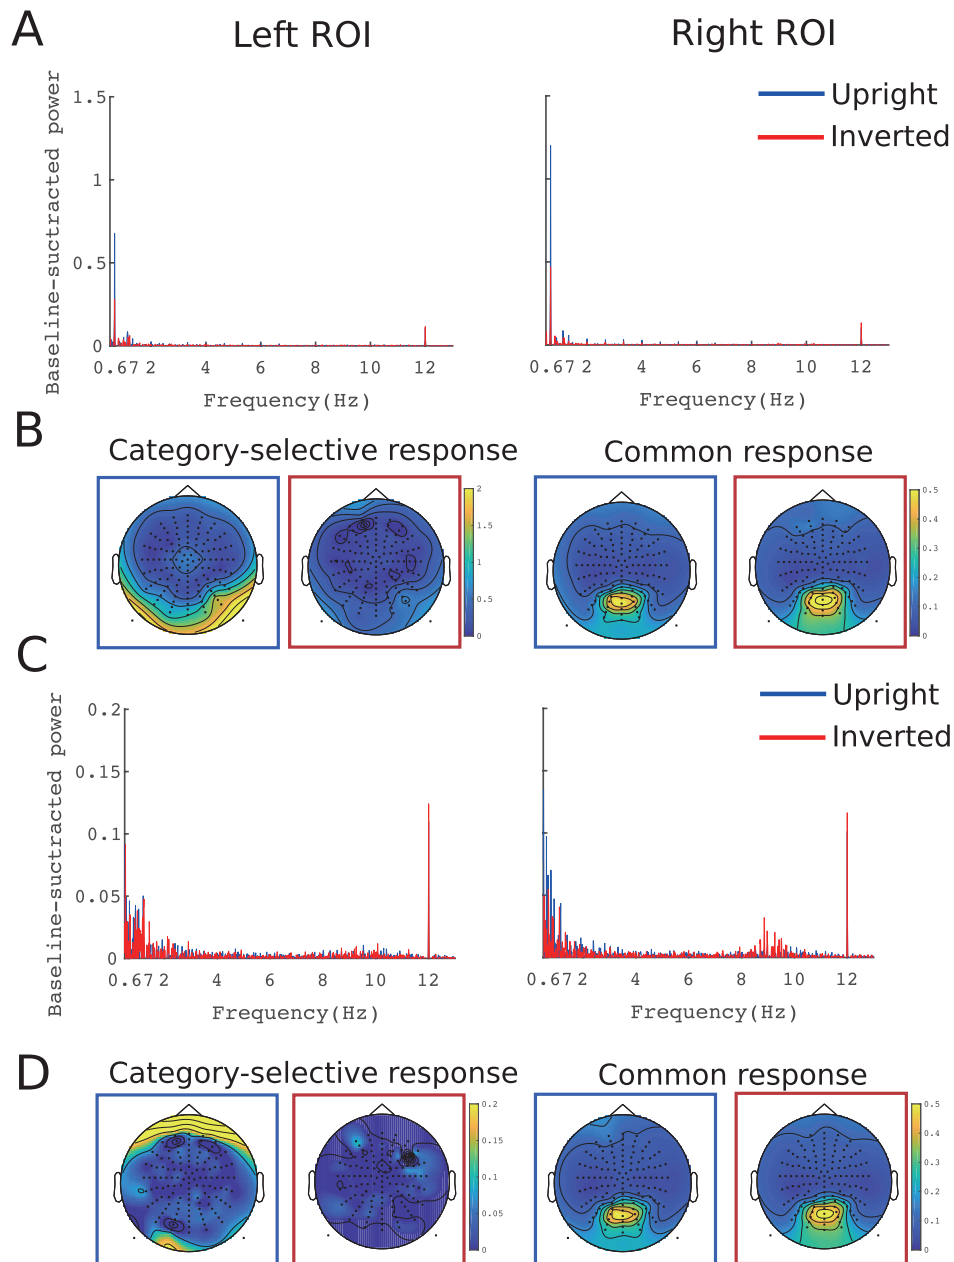 A
Left ROI
Right ROI
Upright
Inverted
Baseline-suctracted power
1.5
1
0.5
0
0.67 2 4 6 8 10 12
0.67 2 4 6 8 10 12
Frequency(Hz)
Frequency(Hz)
B
Category-selective response
Common response
2
1.5
1
0.5
0
0.5
0.4
0.3
0.2
0.1
0
C
Upright
Inverted
Baseline-suctracted power
0.2
0.15
0.1
0.05
0
0.67 2 4 6 8 10 12
0.67 2 4 6 8 10 12
Frequency(Hz)
Frequency(Hz)
D
Category-selective response
Common response
0.2
0.15
0.1
0.05
0
0.5
0.4
0.3
0.2
0.1
0